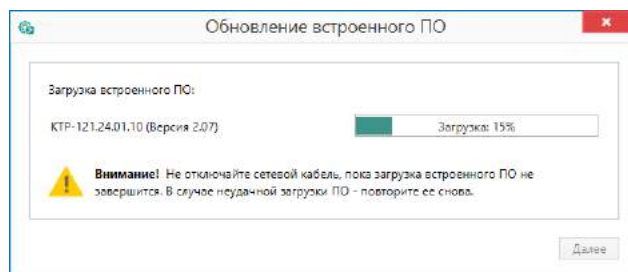 Обновление встроенного ПО
Загрузка встроенного ПО:
КТР-121.24.01.10 (Версия 2.07)
Загрузка: 15%
Внимание! Не отключайте сетевой кабель, пока загрузка встроенного ПО не
завершится. В случае неудачной загрузки ПО - повторите ее снова.
Далее